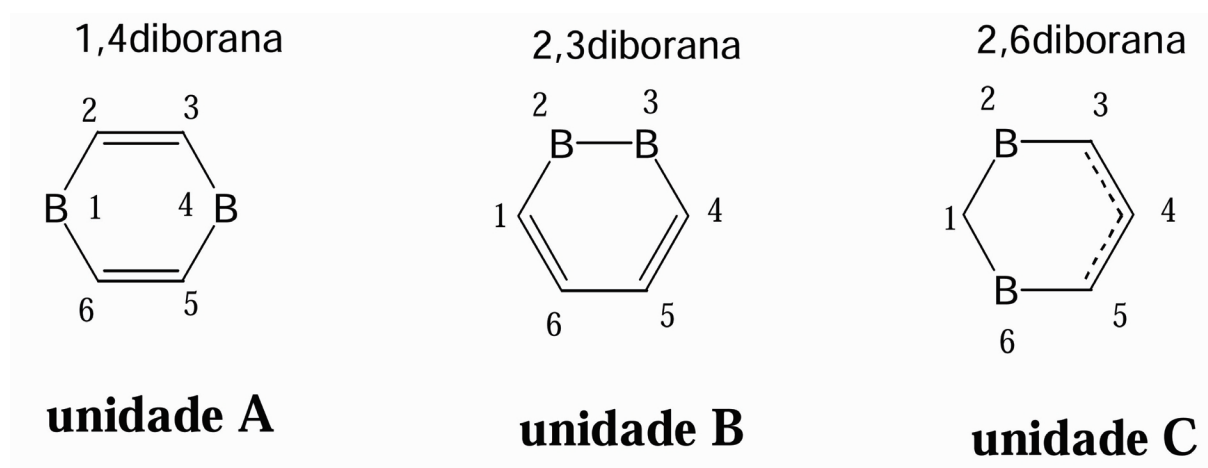 1,4diborana
2,3diborana
2,6diborana
2 3
B 1 4 B
6 5
2 3
B B
1 4
6 5
2 3
B
1 4
B
6 5
unidade A
unidade B
unidade C